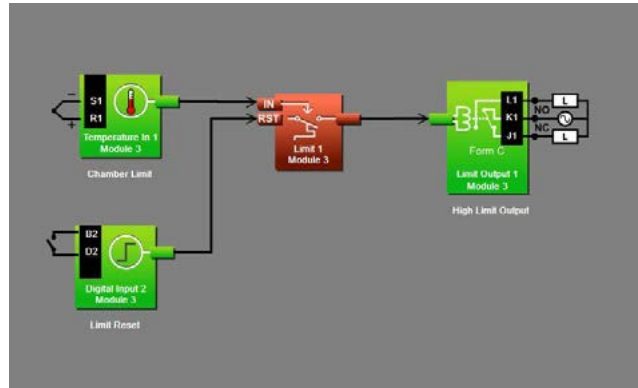 −
S1
R1
+
Temperature In 1
Module 3
Chamber Limit
IN
RST
Limit 1
Module 3
L1
K1
J1
NO
NC
L
L
Form C
Limit Output 1
Module 3
High Limit Output
B2
D2
Digital Input 2
Module 3
Limit Reset